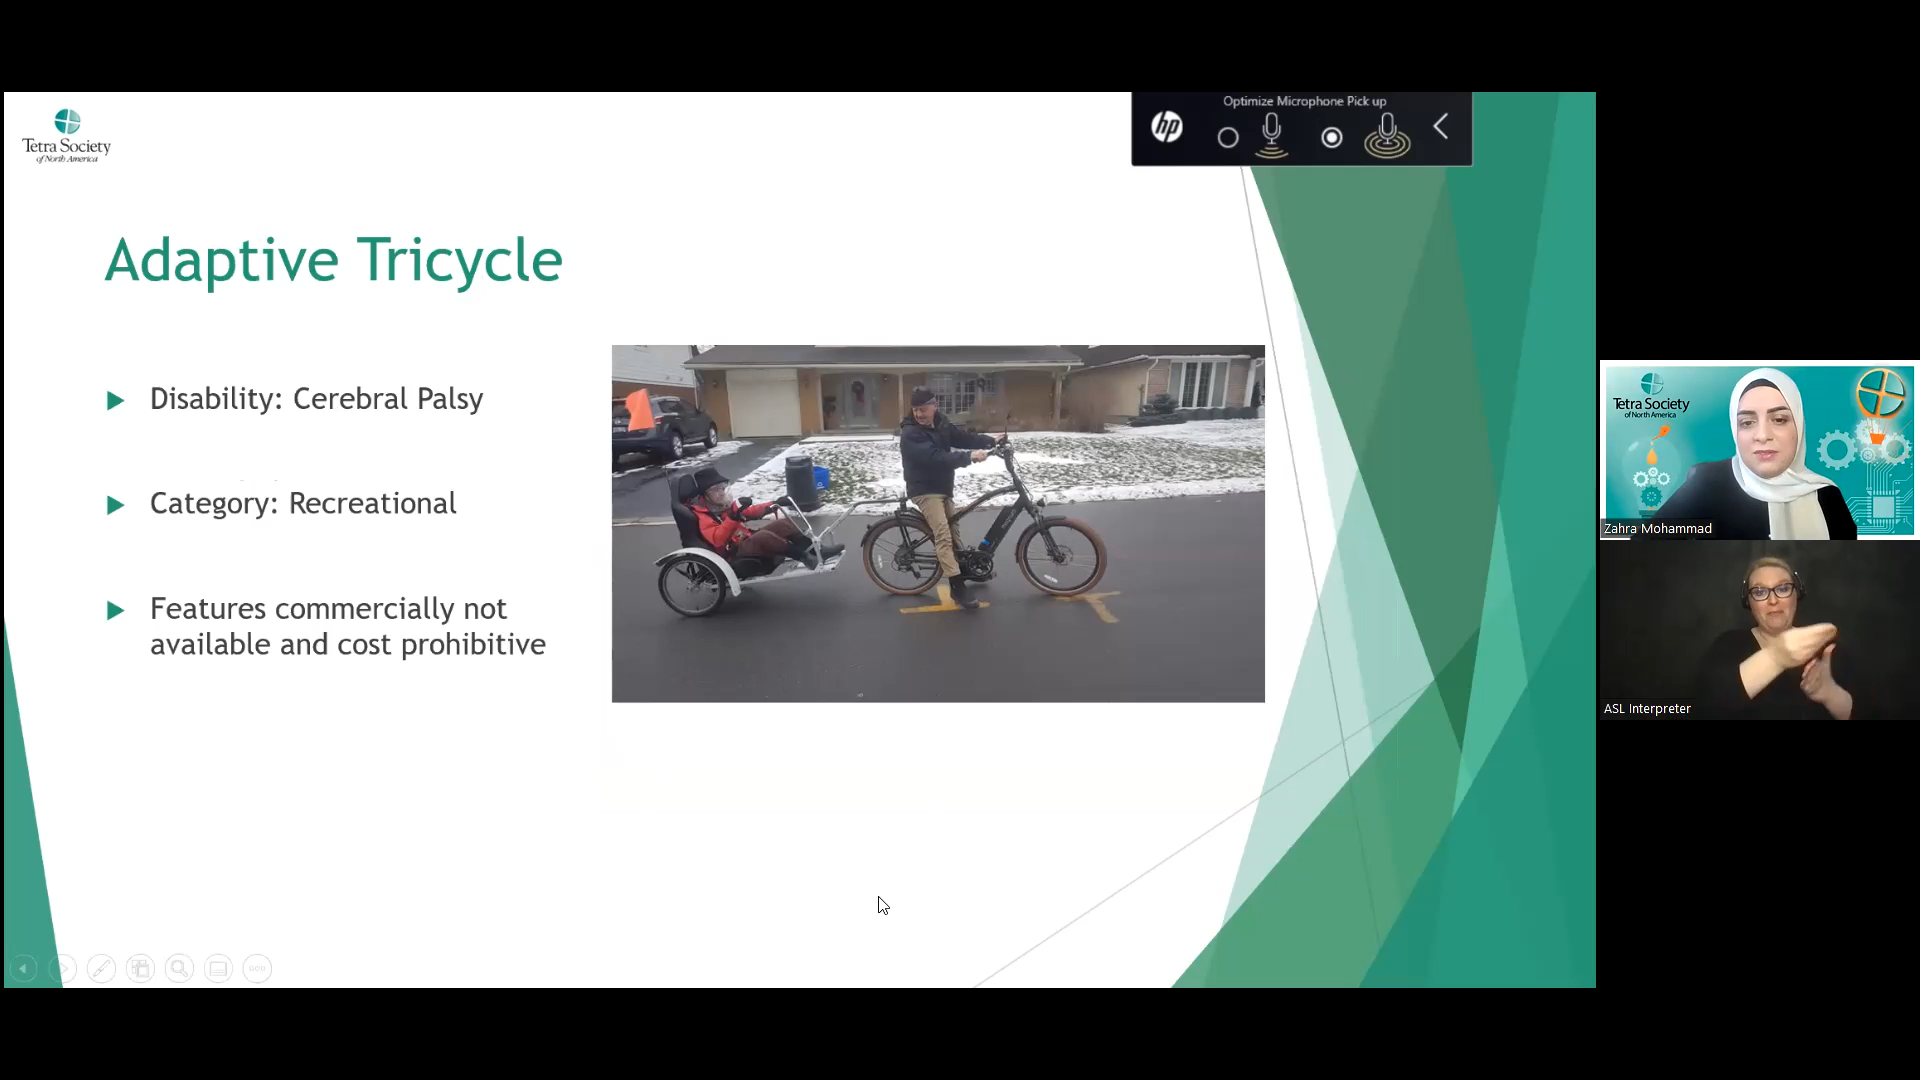 Tetra Society
of North America
Optimize Microphone Pick up
hp
Adaptive Tricycle
Disability: Cerebral Palsy
Category: Recreational
Features commercially not
available and cost prohibitive
Tetra Society
of North America
Zahra Mohammad
ASL Interpreter